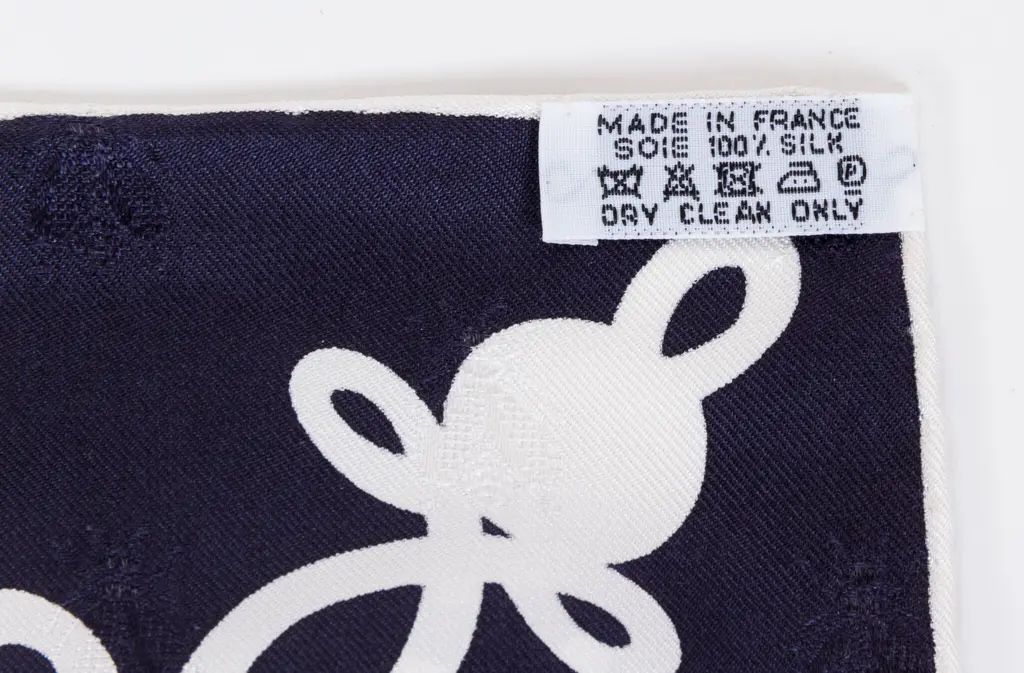 MADE IN FRANCE
SOIE 100% SILK
P
DRY CLEAN ONLY